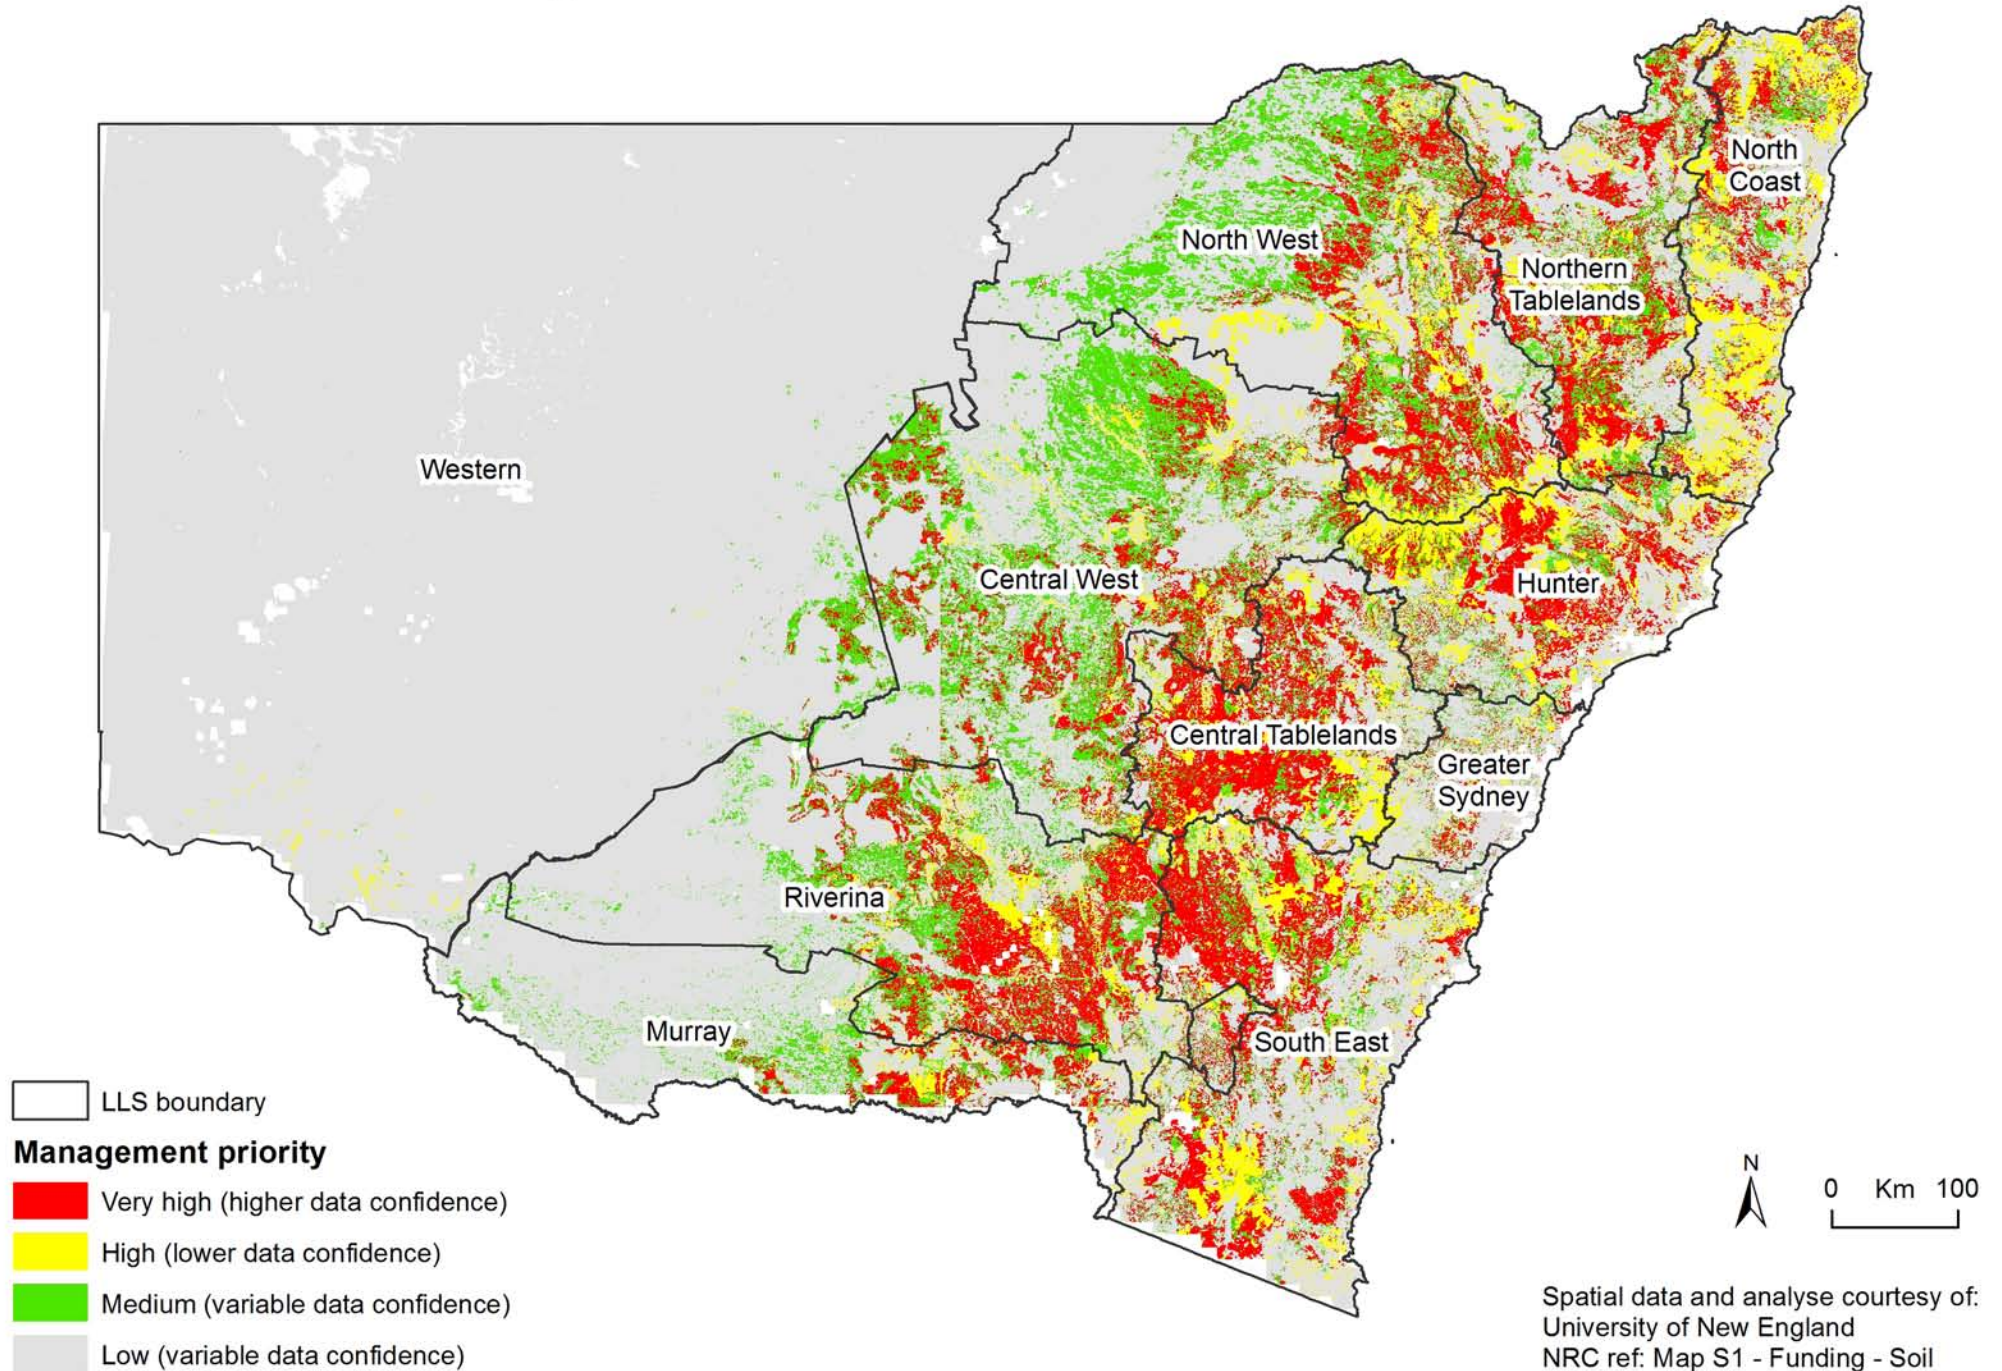 North
Coast
North West
Northern
Tablelands
Western
Central West
Hunter
Central Tablelands
Greater
Sydney
Riverina
Murray
South East
LLS boundary
Management priority
Very high (higher data confidence)
High (lower data confidence)
Medium (variable data confidence)
Low (variable data confidence)
N
0 Km 100
Spatial data and analyse courtesy of:
University of New England
NRC ref: Map S1 - Funding - Soil